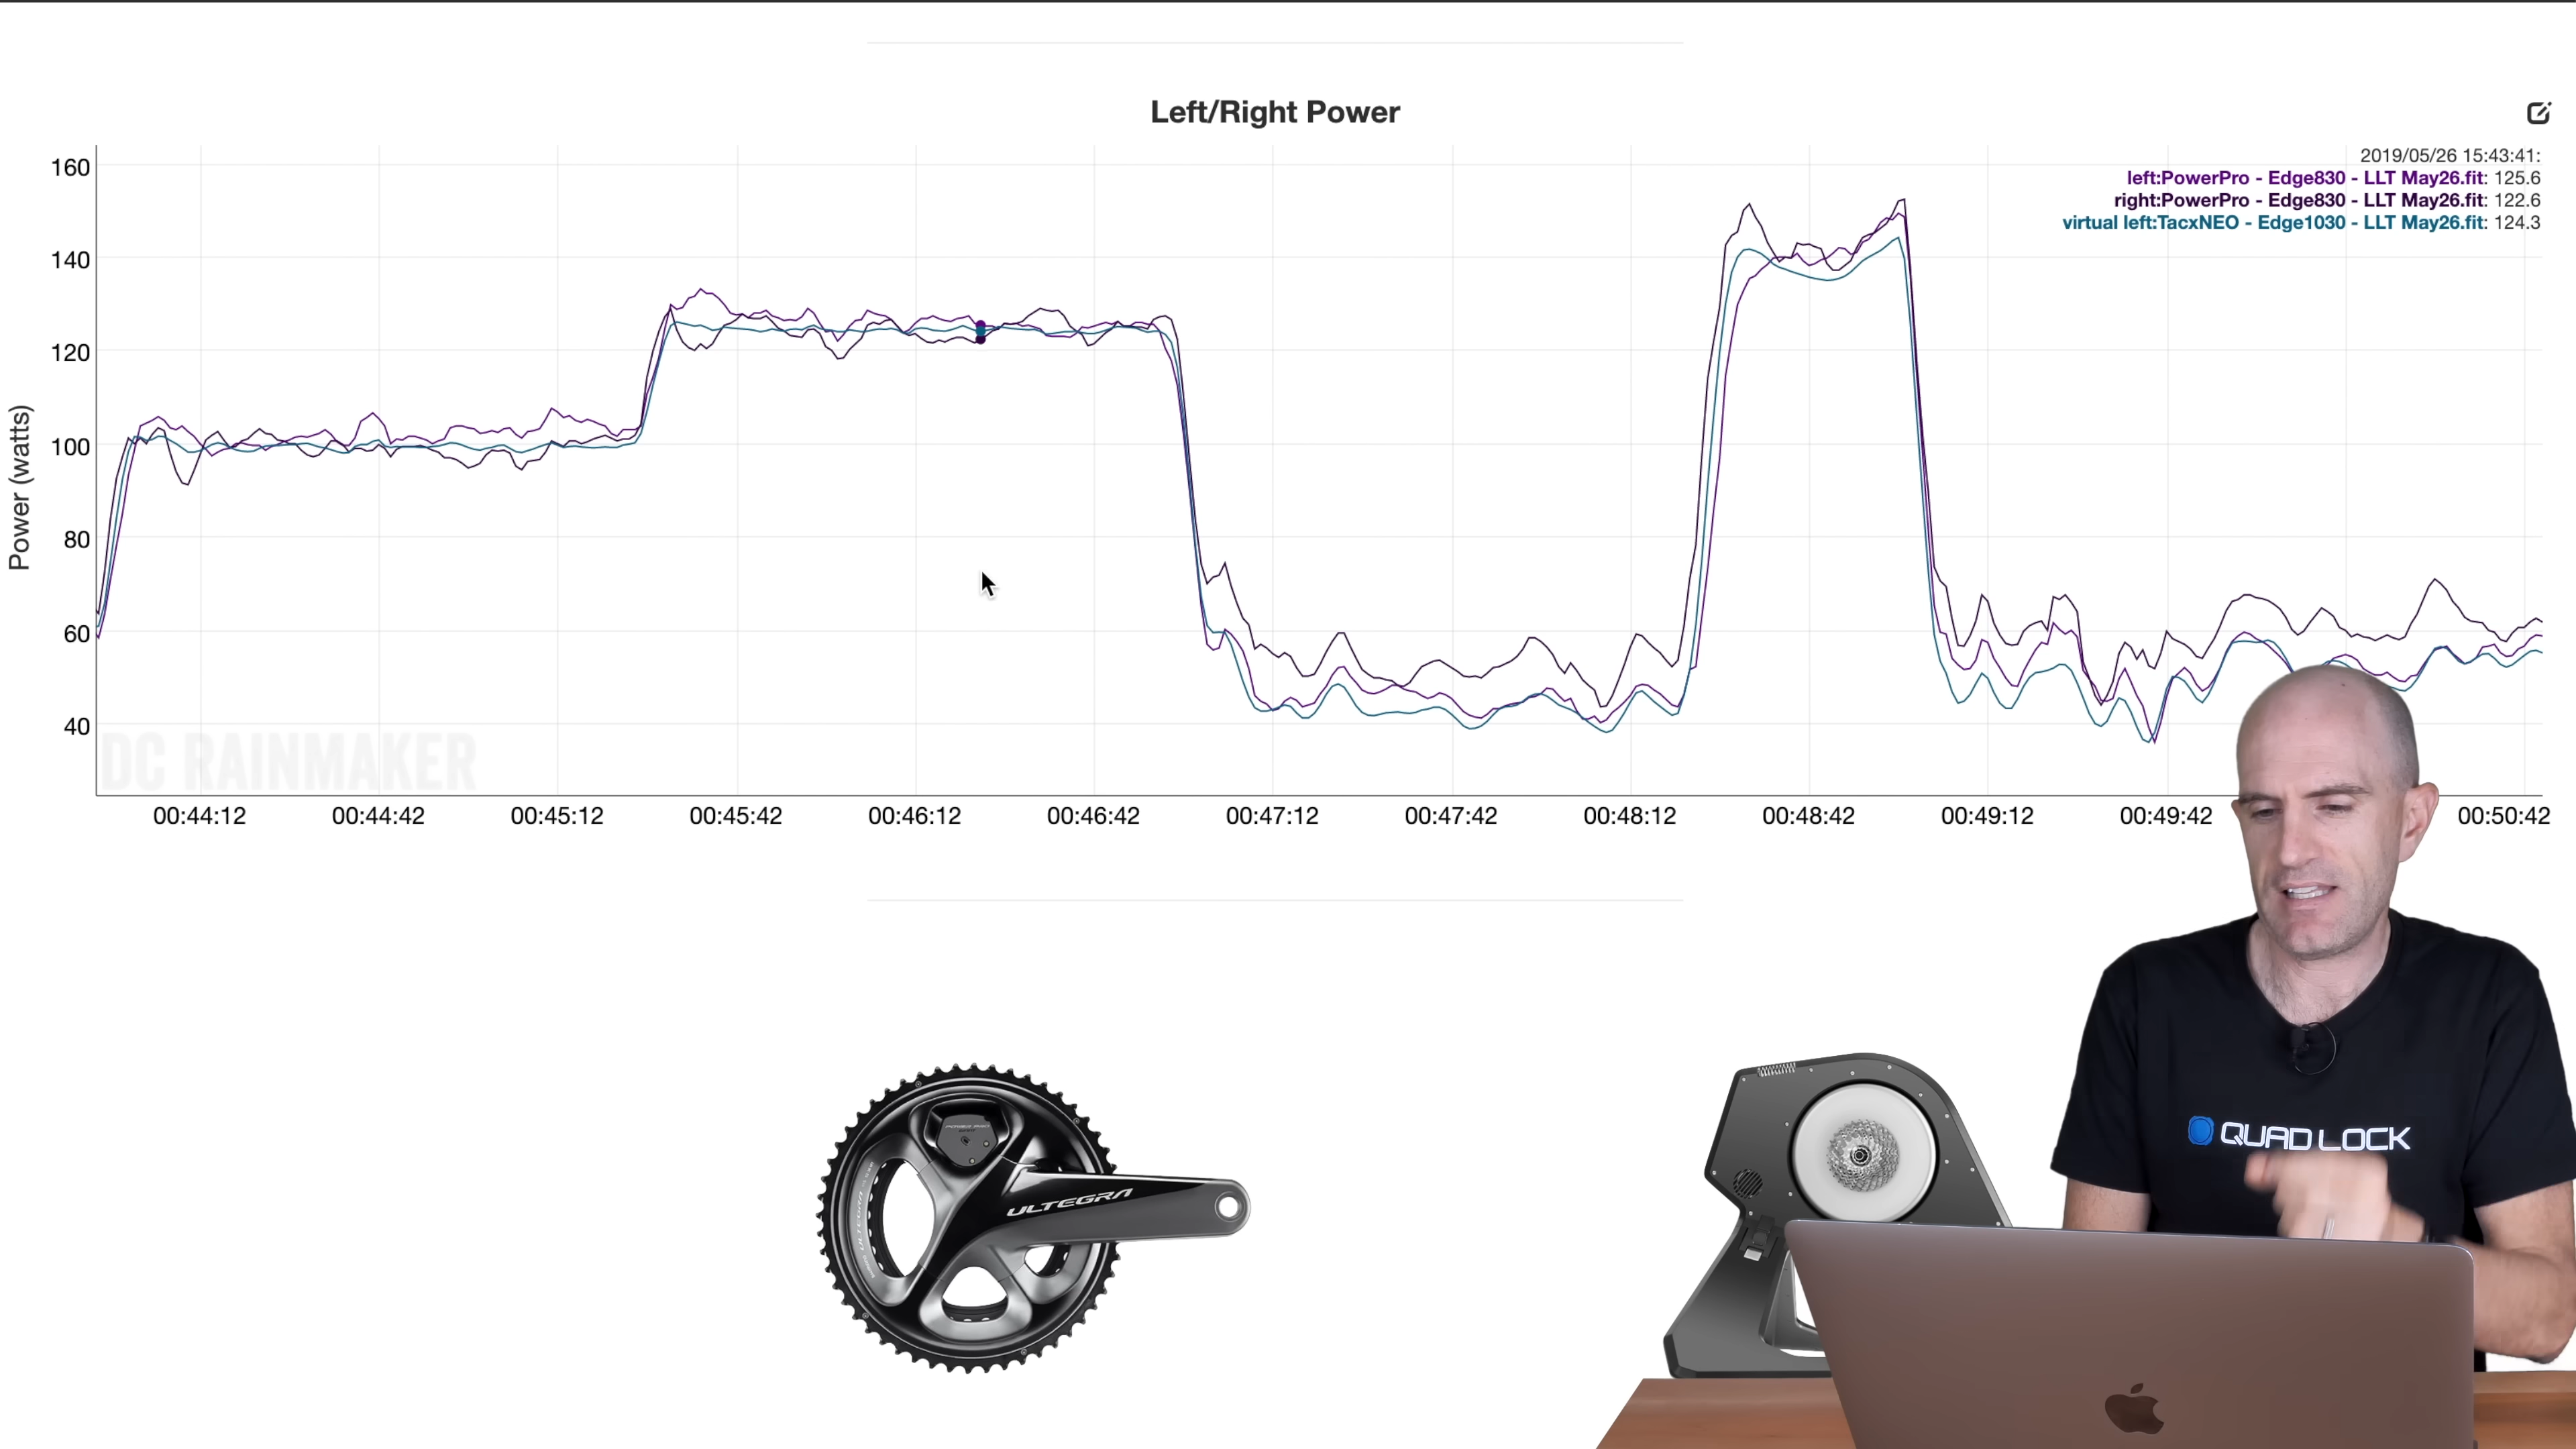 Left/Right Power
2019/05/26 15:43:41:
left:PowerPro - Edge830 - LLT May26.fit: 125.6
right:PowerPro - Edge830 - LLT May26.fit: 122.6
virtual left:TacxNEO - Edge1030 - LLT May26.fit: 124.3
Power (watts)
160
140
120
100
80
60
40
DC RAINMAKER
00:44:12 00:44:42 00:45:12 00:45:42 00:46:12 00:46:42 00:47:12 00:47:42 00:48:12 00:48:42 00:49:12 00:49:42 00:50:42
ULTEGRA
QUAD LOCK